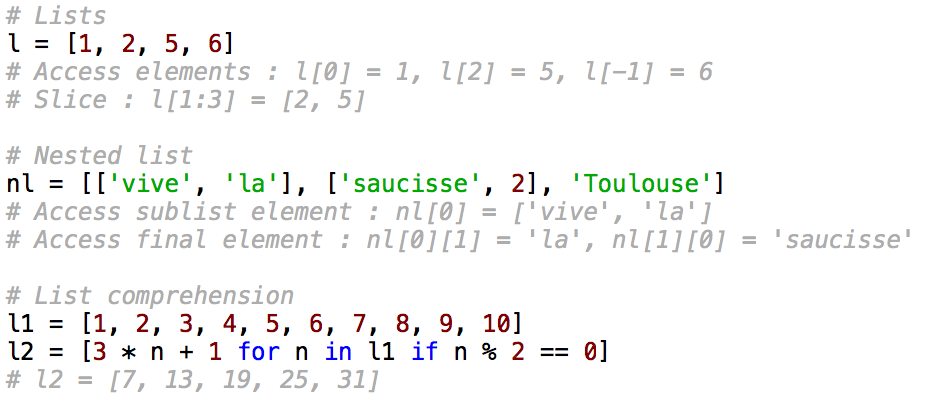 # Lists
l = [1, 2, 5, 6]
# Access elements : l[0] = 1, l[2] = 5, l[-1] = 6
# Slice : l[1:3] = [2, 5]
# Nested list
nl = [['vive', 'la'], ['saucisse', 2], 'Toulouse']
# Access sublist element : nl[0] = ['vive', 'la']
# Access final element : nl[0][1] = 'la', nl[1][0] = 'saucisse'
# List comprehension
l1 = [1, 2, 3, 4, 5, 6, 7, 8, 9, 10]
l2 = [3 * n + 1 for n in l1 if n % 2 == 0]
# l2 = [7, 13, 19, 25, 31]